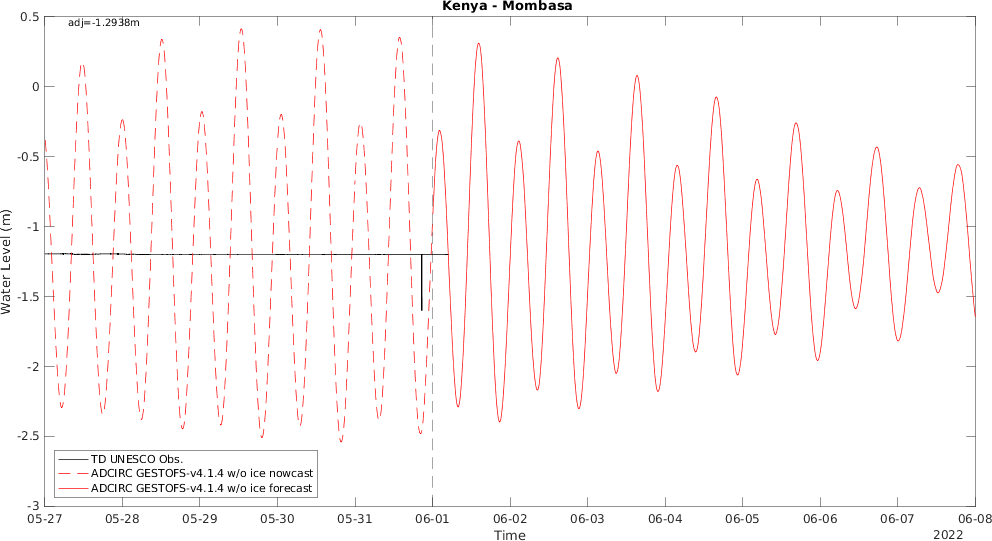 Kenya - Mombasa
adj=-1.2938m
0.5
0
-0.5
-1
-1.5
-2
-2.5
-3
Water Level (m)
TD UNESCO Obs.
ADCIRC GESTOFS-v4.1.4 w/o ice nowcast
ADCIRC GESTOFS-v4.1.4 w/o ice forecast
05-27 05-28 05-29 05-30 05-31 06-01 06-02 06-03 06-04 06-05 06-06 06-07 06-08
Time
2022